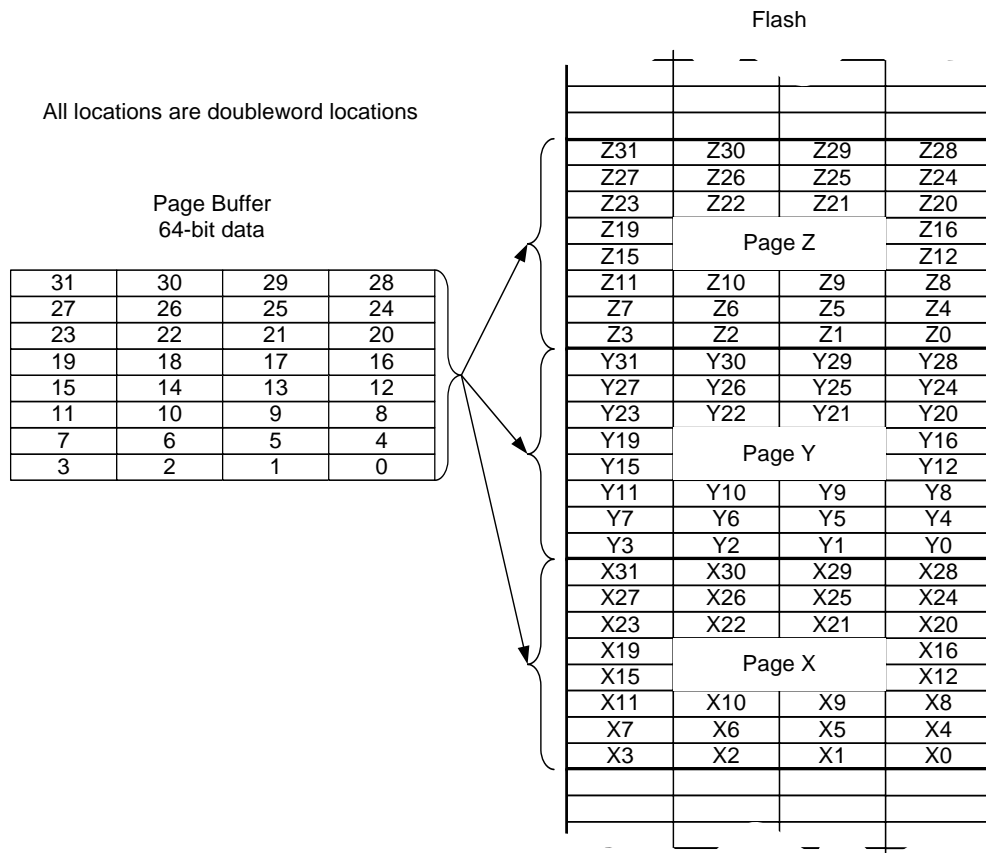 Flash
All locations are doubleword locations
Page Buffer
64-bit data
31 30 29 28
27 26 25 24
23 22 21 20
19 18 17 16
15 14 13 12
11 10 9 8
7 6 5 4
3 2 1 0
Z31 Z30 Z29 Z28
Z27 Z26 Z25 Z24
Z23 Z22 Z21 Z20
Z19 Z16
Page Z
Z15 Z12
Z11 Z10 Z9 Z8
Z7 Z6 Z5 Z4
Z3 Z2 Z1 Z0
Y31 Y30 Y29 Y28
Y27 Y26 Y25 Y24
Y23 Y22 Y21 Y20
Y19 Y16
Page Y
Y15 Y12
Y11 Y10 Y9 Y8
Y7 Y6 Y5 Y4
Y3 Y2 Y1 Y0
X31 X30 X29 X28
X27 X26 X25 X24
X23 X22 X21 X20
X19 X16
Page X
X15 X12
X11 X10 X9 X8
X7 X6 X5 X4
X3 X2 X1 X0